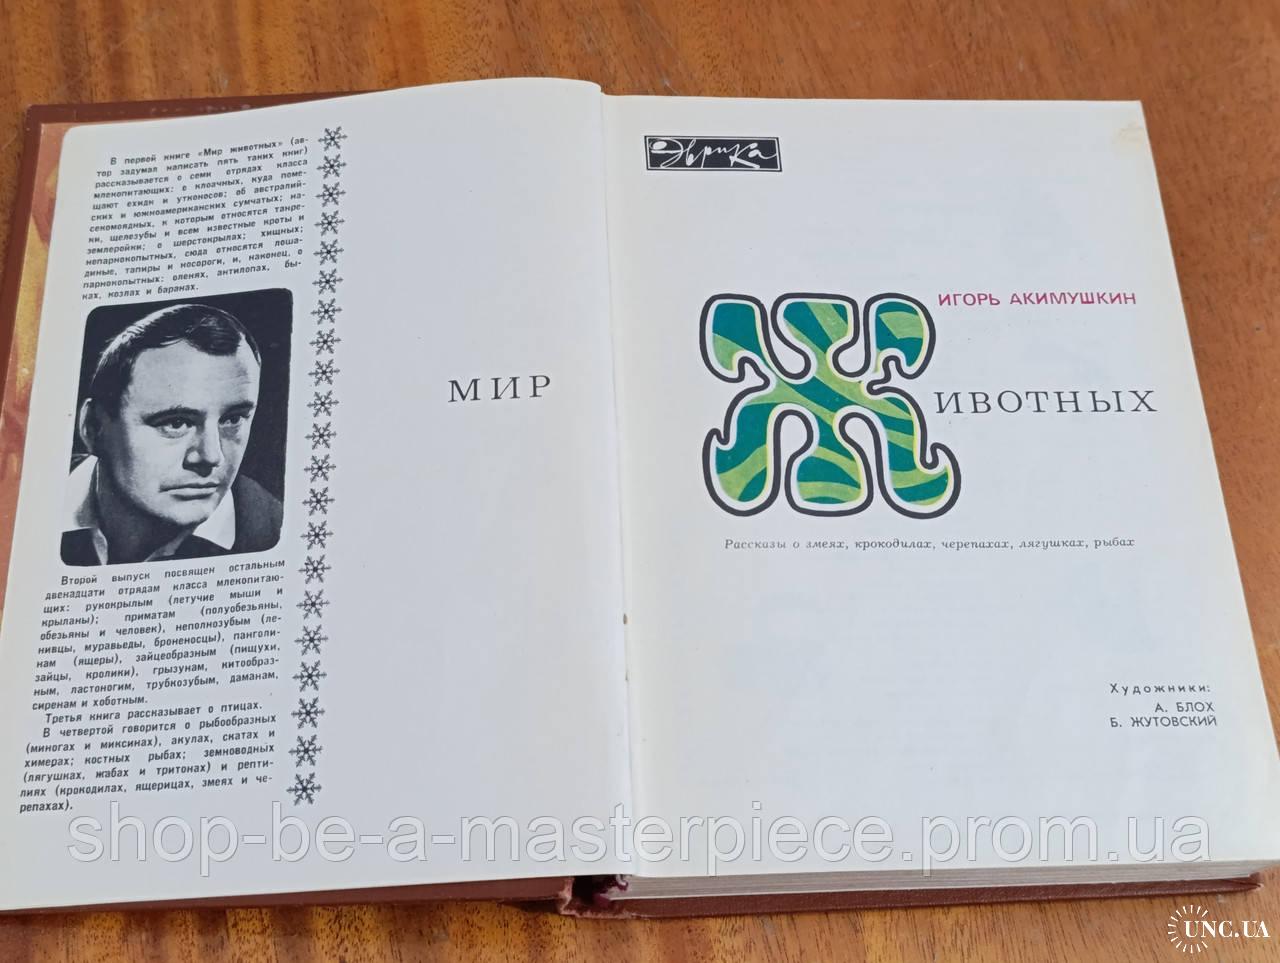 В первой книге «Мир животных» (ав-
тор задумал написать пять таких книг)
рассказывается о семи отрядах класса
млекопитающих: о клоачных, куда поме-
щают ехидн и утконосов; об австралий-
ских и южноамериканских сумчатых; на-
секомоядных, к которым относятся танре-
ки, щелезубы и всем известные кроты и
землеройки; о шерстокрылах; хищных;
непарнокопытных, сюда относятся лоша-
диные, тапиры и носороги, и, наконец, о
парнокопытных: оленях, антилопах, бы-
ках, козлах и баранах.
Второй выпуск посвящен остальным
двенадцати отрядам класса млекопитаю-
щих: рукокрылым (летучие мыши и
крыланы); приматам (полуобезьяны,
обезьяны и человек), неполнозубым (ле-
нивцы, муравьеды, броненосцы), панголи-
нам (ящеры), зайцеобразным (пищухи,
зайцы, кролики), грызунам, китообраз-
ным, ластоногим, трубкозубым, даманам,
сиренам и хоботным.
Третья книга рассказывает о птицах.
В четвертой говорится о рыбообразных
(миногах и миксинах), акулах, скатах и
химерах; костных рыбах; земноводных
(лягушках, жабах и тритонах) и репти-
лиях (крокодилах, ящерицах, змеях и че-
репахах).
МИР
Эврика
ИГОРЬ АКИМУШКИН
ЖИВОТНЫХ
Рассказы о змеях, крокодилах, черепахах, лягушках, рыбах
Художники:
А. БЛОХ
Б. ЖУТОВСКИЙ
shop-be-a-masterpiece.prom.ua
UNC.UA